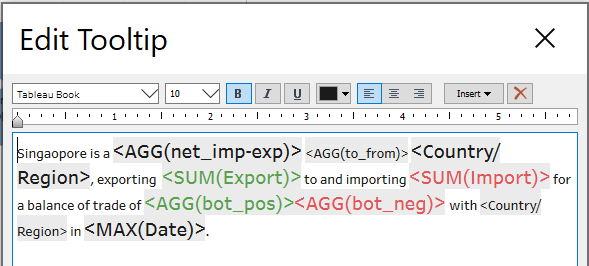 Edit Tooltip
Tableau Book 10 B I U Insert
1 2 3 4 5
Singaopore is a <AGG(net_imp-exp)> <AGG(to_from)> <Country/
Region>, exporting <SUM(Export)> to and importing <SUM(Import)> for
a balance of trade of <AGG(bot_pos)><AGG(bot_neg)> with <Country/
Region> in <MAX(Date)>.